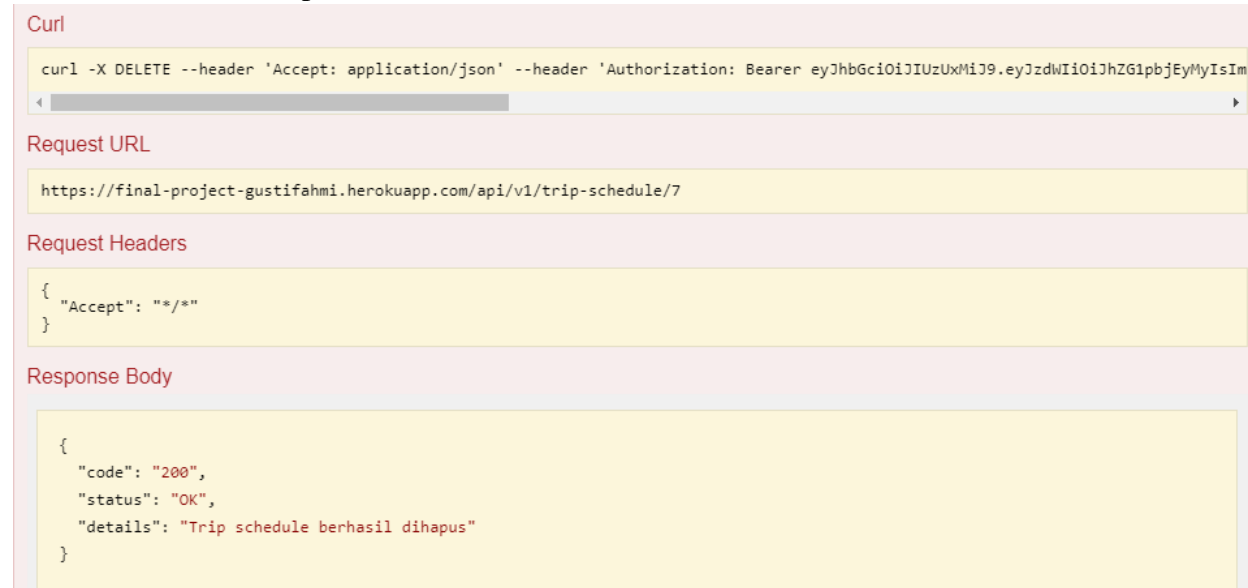 Curl
curl -X DELETE --header 'Accept: application/json' --header 'Authorization: Bearer eyJhbGciOiJIUzUxMiJ9.eyJzdWIiOiJhZG1pbjEyMyIsIm
Request URL
https://final-project-gustifahmi.herokuapp.com/api/v1/trip-schedule/7
Request Headers
{
"Accept": "*/*"
}
Response Body
{
"code": "200",
"status": "OK",
"details": "Trip schedule berhasil dihapus"
}